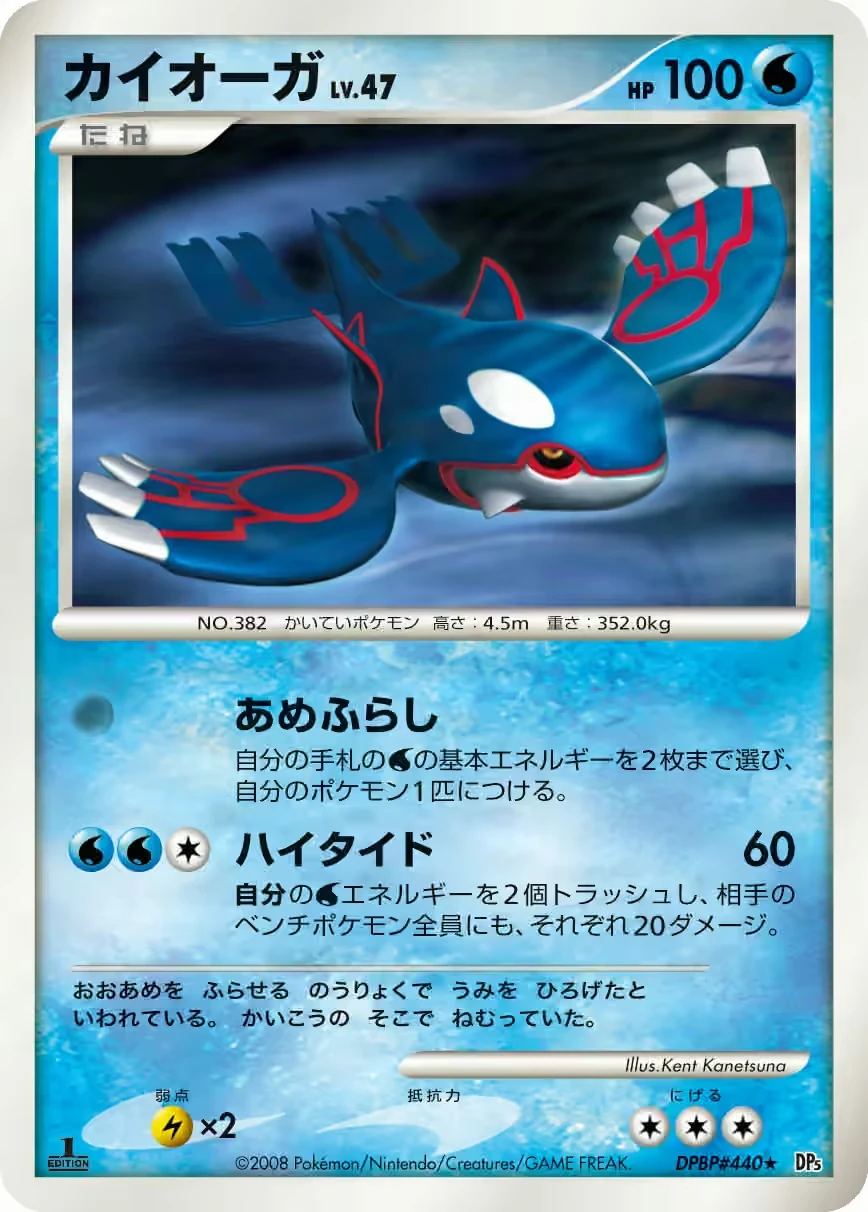 カイオーガ LV.47 HP 100
たね
NO.382 かいていポケモン 高さ：4.5m 重さ：352.0kg
あめふらし
自分の手札の の基本エネルギーを2枚まで選び、
自分のポケモン1匹につける。
ハイタイド 60
自分の エネルギーを2個トラッシュし、相手の
ベンチポケモン全員にも、それぞれ20ダメージ。
おおあめを ふらせる のうりょくで うみを ひろげたと
いわれている。 かいこうの そこで ねむっていた。
Illus.Kent Kanetsuna
弱点 抵抗力 にげる
×2
1 EDITION ©2008 Pokémon/Nintendo/Creatures/GAME FREAK. DPBP#440★ DP5